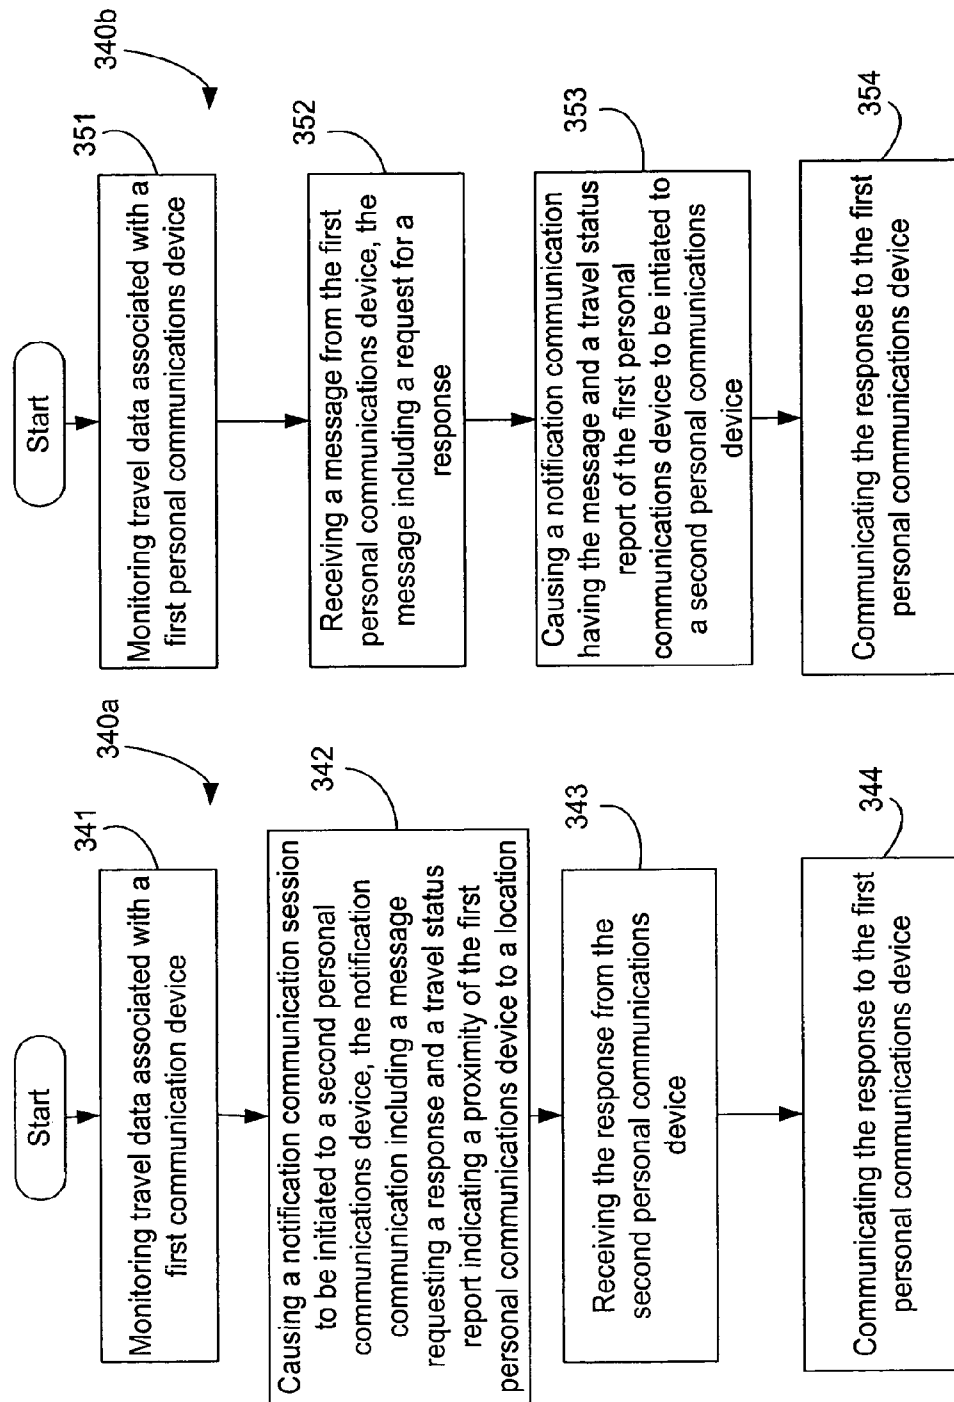 Start
340a
341
Monitoring travel data associated with a
first communication device
342
Causing a notification communication session
to be initiated to a second personal
communications device, the notification
communication including a message
requesting a response and a travel status
report indicating a proximity of the first
personal communications device to a location
343
Receiving the response from the
second personal communications
device
344
Communicating the response to the first
personal communications device
Start
340b
351
Monitoring travel data associated with a
first personal communications device
352
Receiving a message from the first
personal communications device, the
message including a request for a
response
353
Causing a notification communication
having the message and a travel status
report of the first personal
communications device to be intiated to
a second personal communications
device
354
Communicating the response to the first
personal communications device